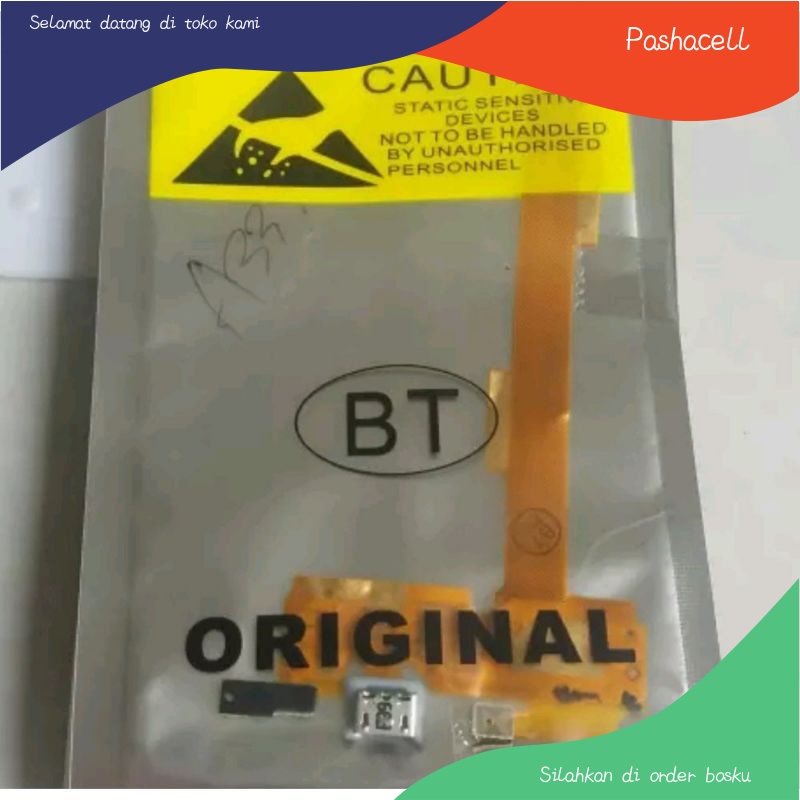 Selamat datang di toko kami
Pashacell
CAUT
STATIC SENSITIV
DEVICES
NOT TO BE HANDLED
BY UNAUTHORISED
PERSONNEL
A33
BT
ORIGINAL
Silahkan di order bosku